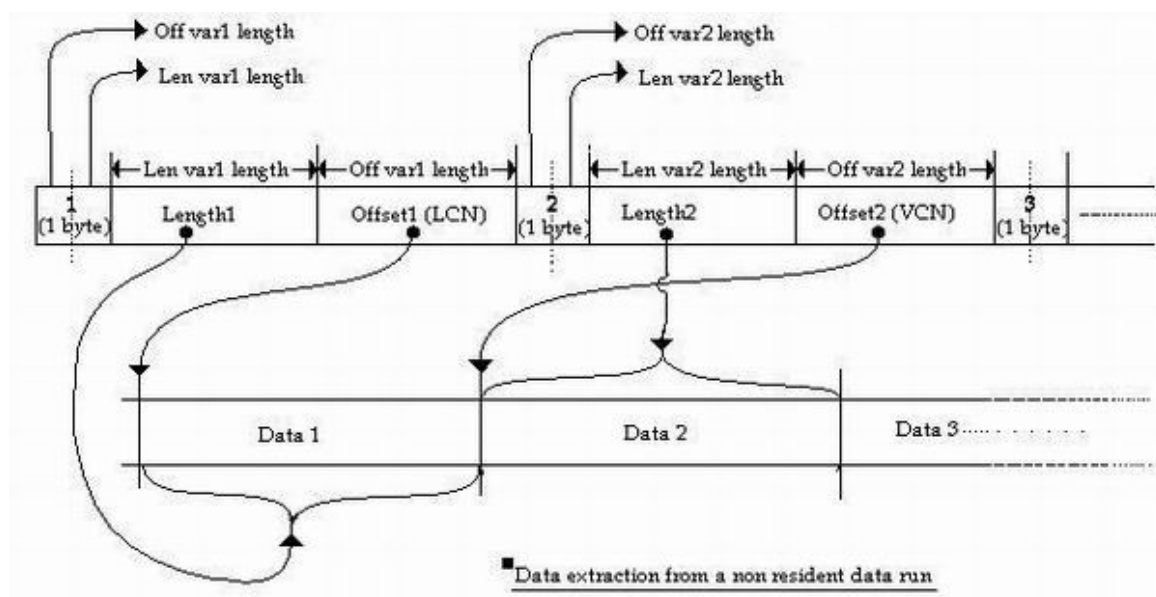 Off var1 length
Off var2 length
Len var1 length
Len var2 length
Len var1 length
Off var1 length
Len var2 length
Off var2 length
1
(1 byte)
Length1
Offset1 (LCN)
2
(1 byte)
Length2
Offset2 (VCN)
3
(1 byte)
Data 1
Data 2
Data 3
Data extraction from a non resident data run